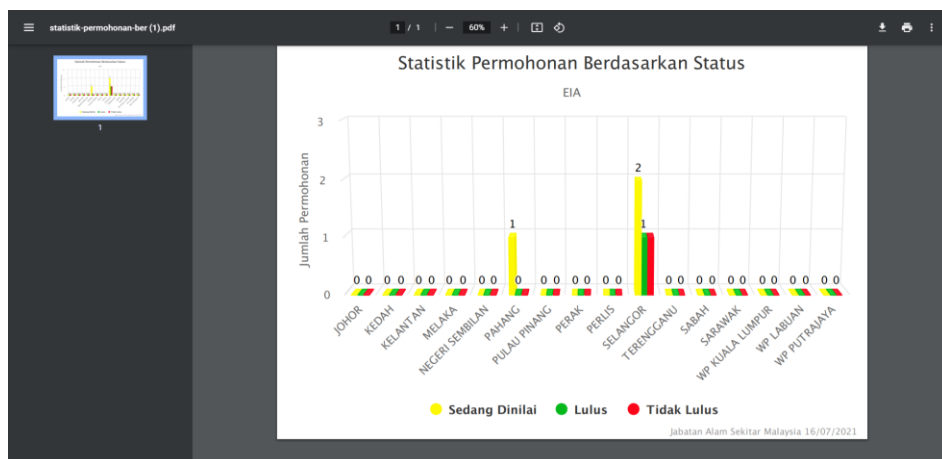 statistik-permohonan-ber (1).pdf
1 / 1
60%
1
Statistik Permohonan Berdasarkan Status
EIA
Jumlah Permohonan
3
2
1
0
2
1
1
0 0 0 0 0 0 0 0 0 0 0 0 0 0 0 0 0 0 0 0 0 0 0 0 0 0 0 0 0
JOHOR
KEDAH
KELANTAN
MELAKA
NEGERI SEMBILAN
PAHANG
PULAU PINANG
PERAK
PERLIS
SELANGOR
TERENGGANU
SABAH
SARAWAK
WP KUALA LUMPUR
WP LABUAN
WP PUTRAJAYA
Sedang Dinilai Lulus Tidak Lulus
Jabatan Alam Sekitar Malaysia 16/07/2021